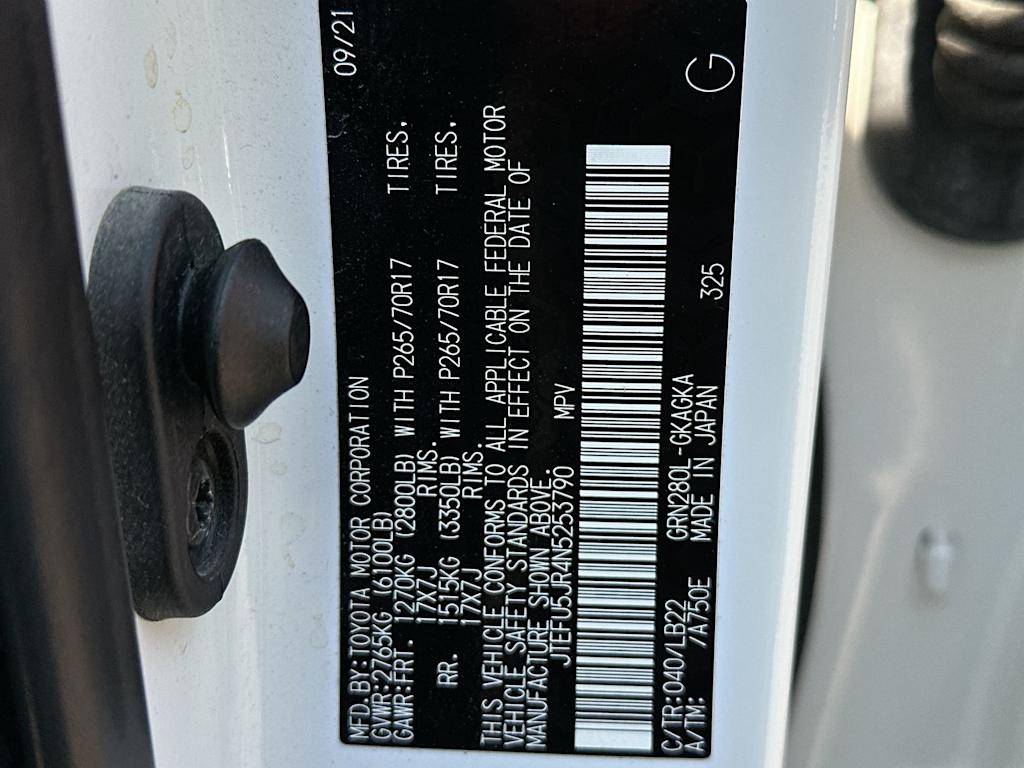 MFD.BY:TOYOTA MOTOR CORPORATION 09/21
GVWR:2765KG (6100LB)
GAWR:FRT. 1270KG (2800LB) WITH P265/70R17 TIRES,
17X7J RIMS.
RR. 1515KG (3350LB) WITH P265/70R17 TIRES,
17X7J RIMS.
THIS VEHICLE CONFORMS TO ALL APPLICABLE FEDERAL MOTOR
VEHICLE SAFETY STANDARDS IN EFFECT ON THE DATE OF
MANUFACTURE SHOWN ABOVE.
JTEFU5JR4N5253790 MPV
C/TR:040/LB22 GRN280L-GKAGKA 325 G
A/TM: /A750E MADE IN JAPAN